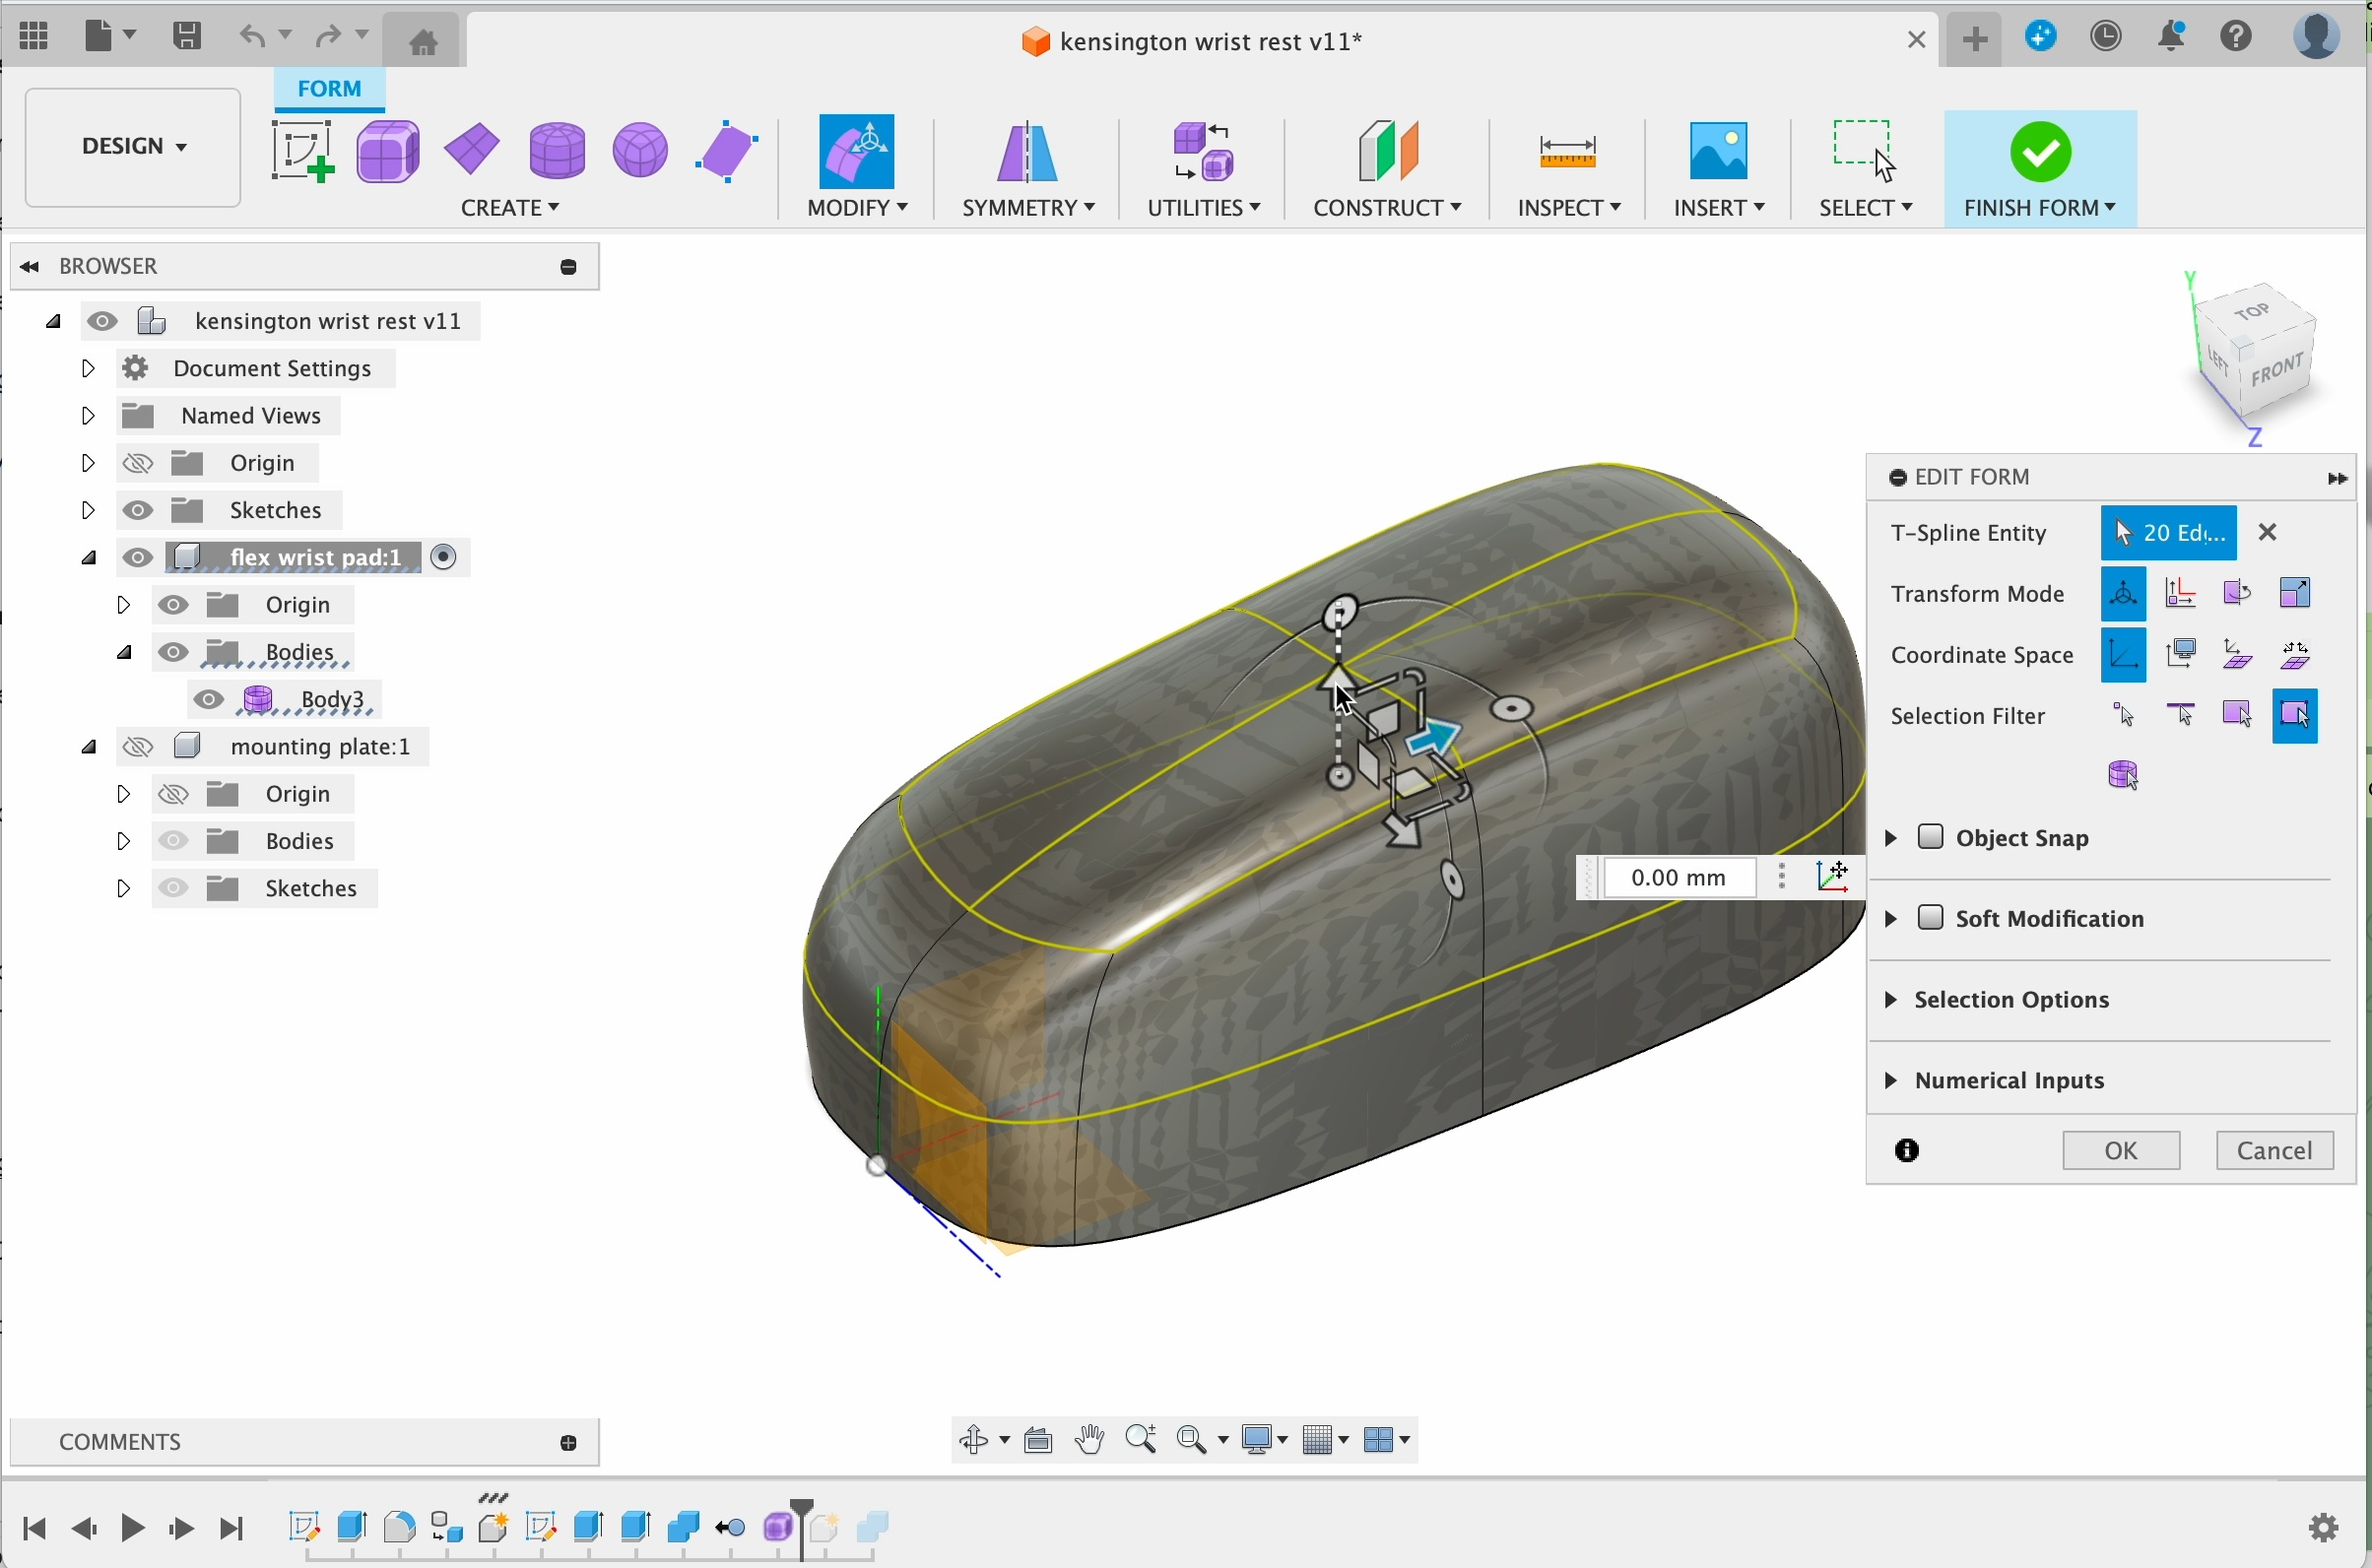 kensington wrist rest v11*
FORM
DESIGN
CREATE
MODIFY
SYMMETRY
UTILITIES
CONSTRUCT
INSPECT
INSERT
SELECT
FINISH FORM
BROWSER
kensington wrist rest v11
Document Settings
Named Views
Origin
Sketches
flex wrist pad:1
Origin
Bodies
Body3
mounting plate:1
Origin
Bodies
Sketches
Y
TOP
LEFT
FRONT
Z
EDIT FORM
T-Spline Entity
20 Ed...
Transform Mode
Coordinate Space
Selection Filter
Object Snap
0.00 mm
Soft Modification
Selection Options
Numerical Inputs
OK
Cancel
COMMENTS